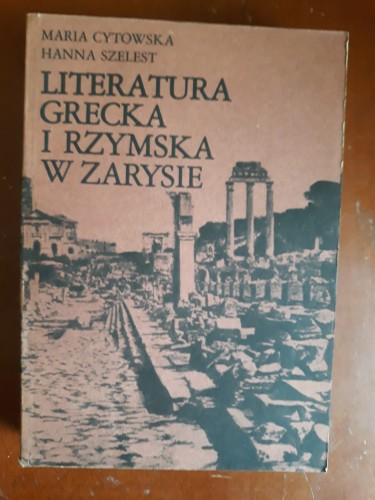 MARIA CYTOWSKA
HANNA SZELEST
LITERATURA
GRECKA
I RZYMSKA
W ZARYSIE